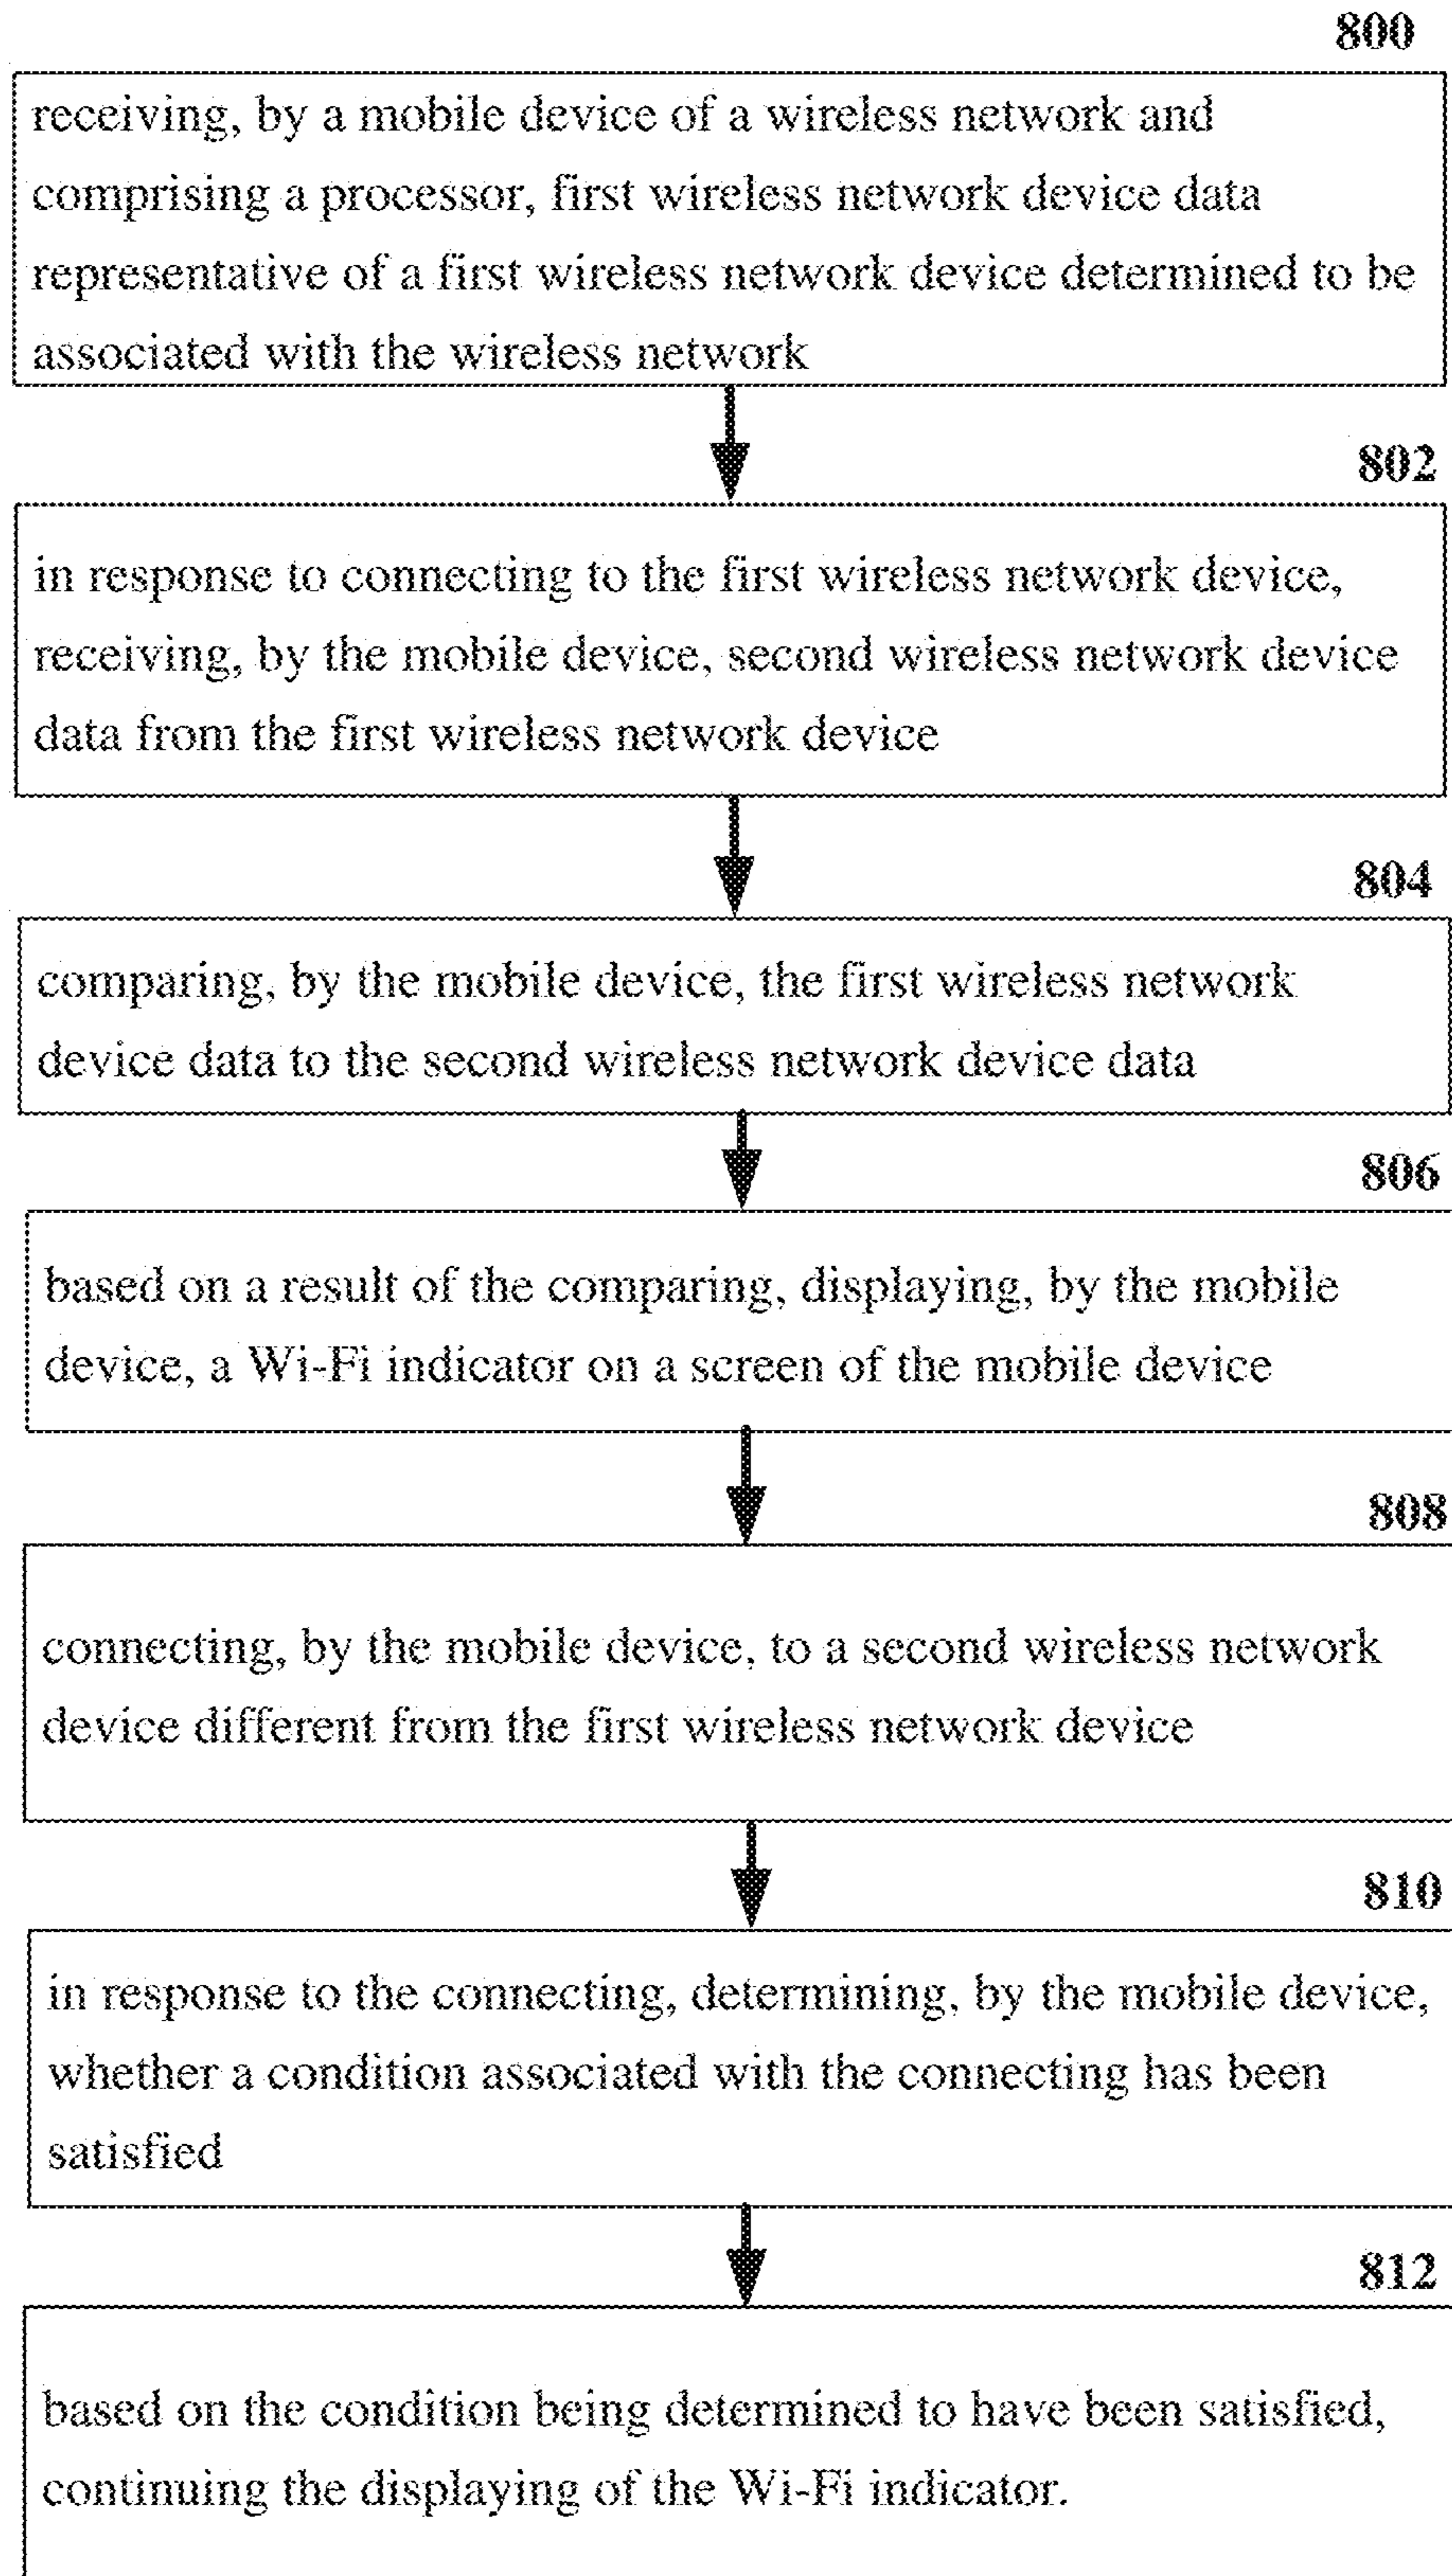 800
receiving, by a mobile device of a wireless network and
comprising a processor, first wireless network device data
representative of a first wireless network device determined to be
associated with the wireless network
802
in response to connecting to the first wireless network device,
receiving, by the mobile device, second wireless network device
data from the first wireless network device
804
comparing, by the mobile device, the first wireless network
device data to the second wireless network device data
806
based on a result of the comparing, displaying, by the mobile
device, a Wi-Fi indicator on a screen of the mobile device
808
connecting, by the mobile device, to a second wireless network
device different from the first wireless network device
810
in response to the connecting, determining, by the mobile device,
whether a condition associated with the connecting has been
satisfied
812
based on the condition being determined to have been satisfied,
continuing the displaying of the Wi-Fi indicator.